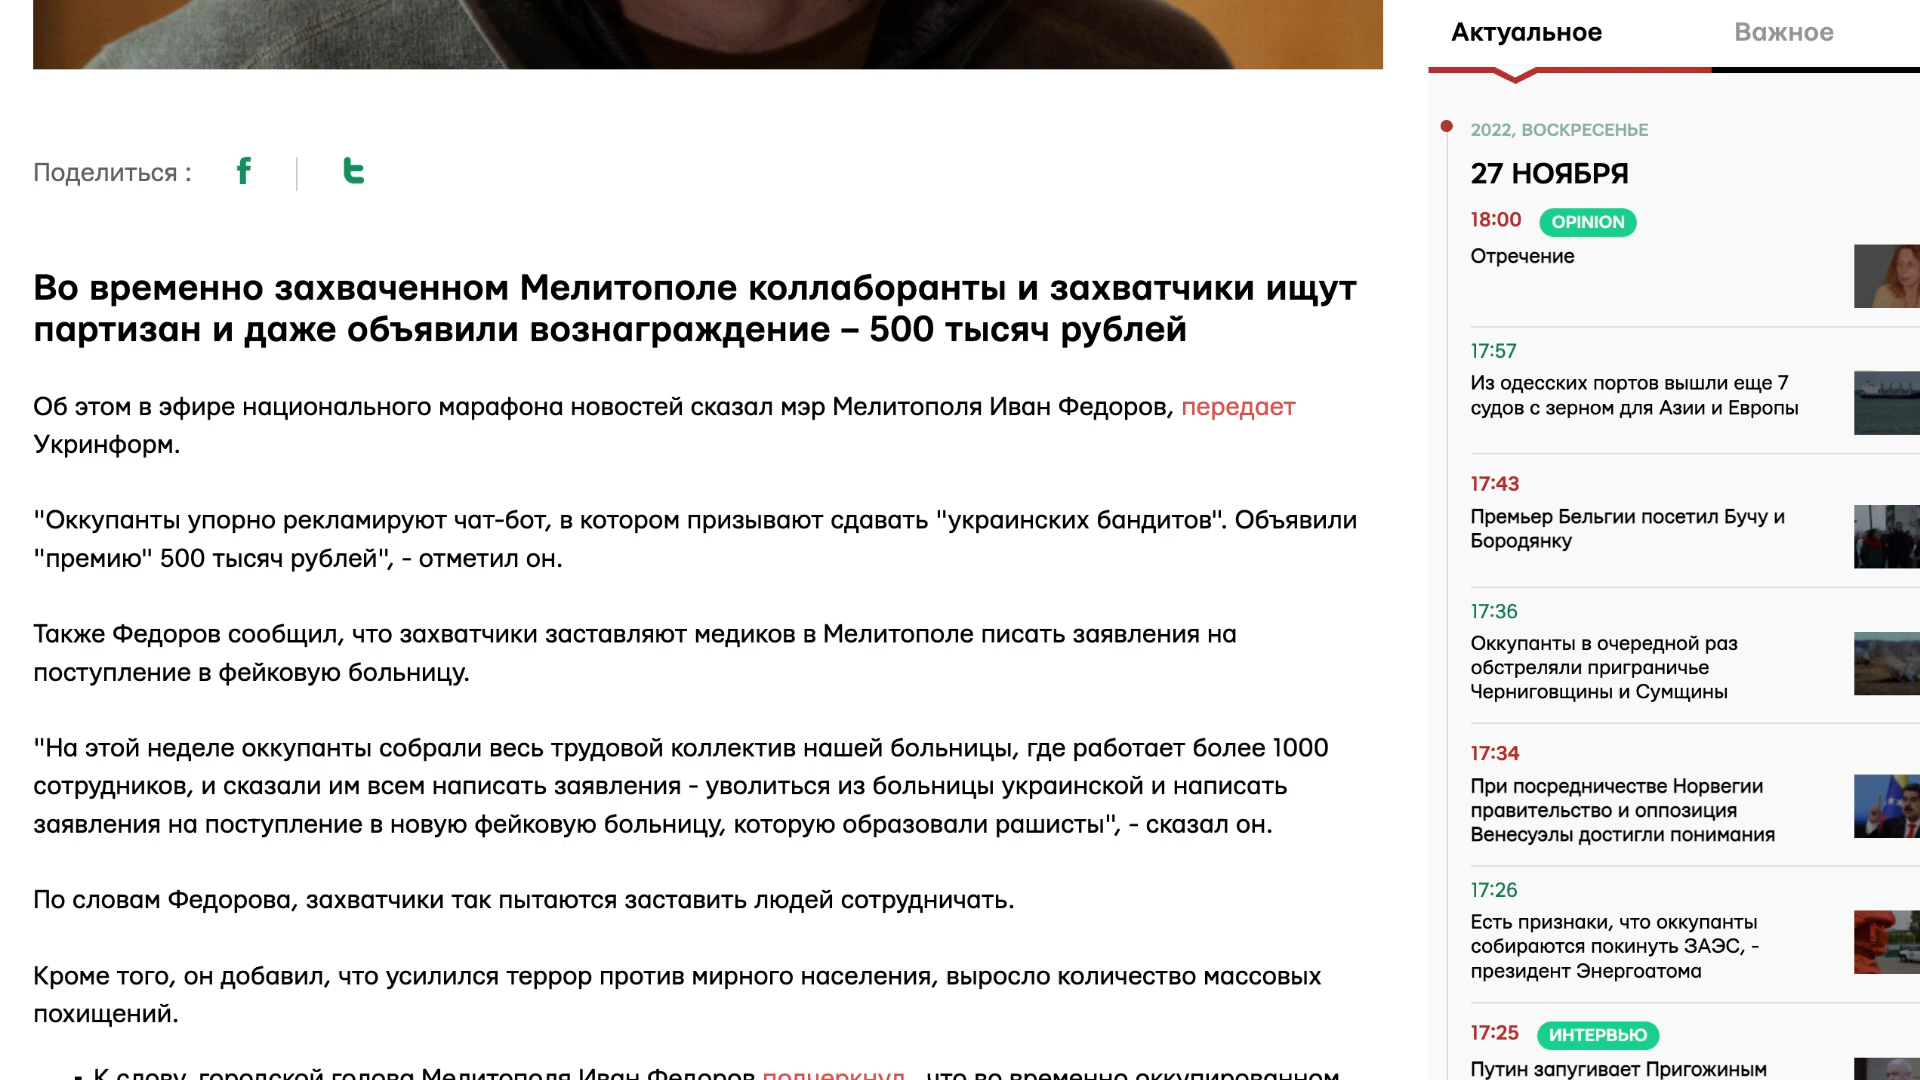 Поделиться :
Во временно захваченном Мелитополе коллаборанты и захватчики ищут
партизан и даже объявили вознаграждение – 500 тысяч рублей
Об этом в эфире национального марафона новостей сказал мэр Мелитополя Иван Федоров, передает
Укринформ.
"Оккупанты упорно рекламируют чат-бот, в котором призывают сдавать "украинских бандитов". Объявили
"премию" 500 тысяч рублей", - отметил он.
Также Федоров сообщил, что захватчики заставляют медиков в Мелитополе писать заявления на
поступление в фейковую больницу.
"На этой неделе оккупанты собрали весь трудовой коллектив нашей больницы, где работает более 1000
сотрудников, и сказали им всем написать заявления - уволиться из больницы украинской и написать
заявления на поступление в новую фейковую больницу, которую образовали рашисты", - сказал он.
По словам Федорова, захватчики так пытаются заставить людей сотрудничать.
Кроме того, он добавил, что усилился террор против мирного населения, выросло количество массовых
похищений.
К слову, городской голова Мелитополя Иван Федоров подчеркнул, что во временно оккупированном
Актуальное
Важное
2022, ВОСКРЕСЕНЬЕ
27 НОЯБРЯ
18:00 OPINION
Отречение
17:57
Из одесских портов вышли еще 7
судов с зерном для Азии и Европы
17:43
Премьер Бельгии посетил Бучу и
Бородянку
17:36
Оккупанты в очередной раз
обстреляли приграничье
Черниговщины и Сумщины
17:34
При посредничестве Норвегии
правительство и оппозиция
Венесуэлы достигли понимания
17:26
Есть признаки, что оккупанты
собираются покинуть ЗАЭС, -
президент Энергоатома
17:25 ИНТЕРВЬЮ
Путин запугивает Пригожиным